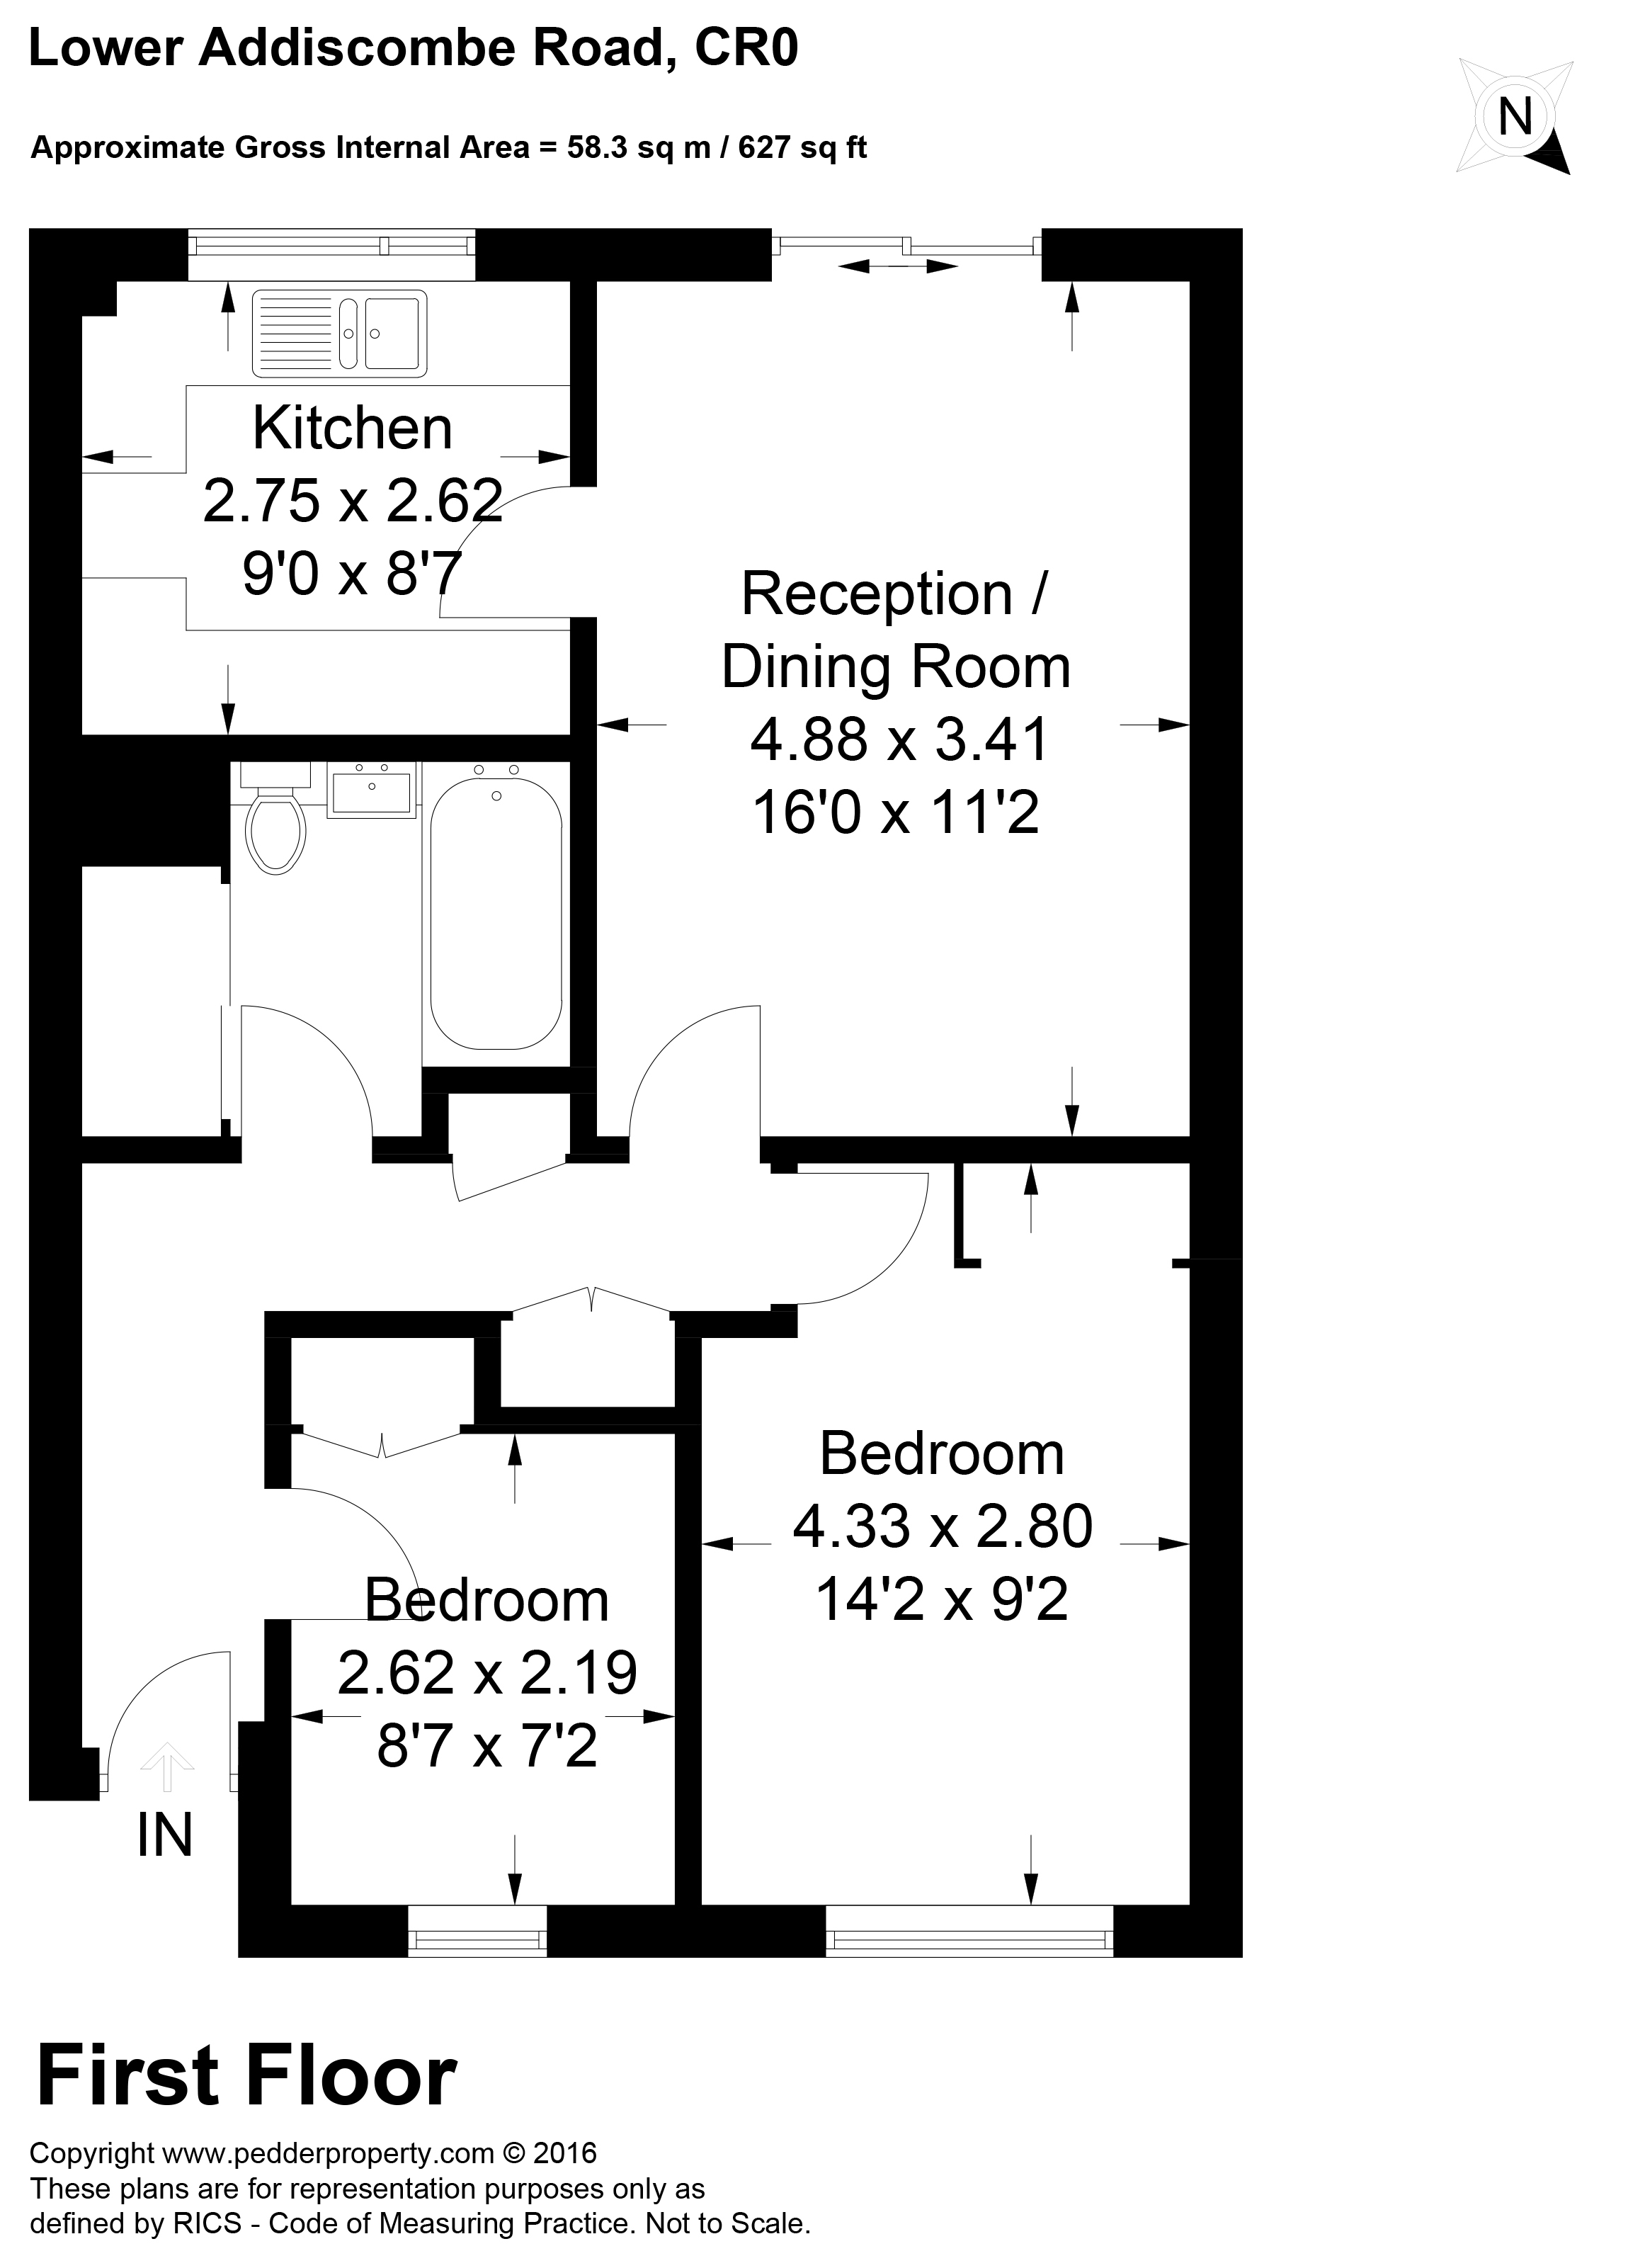 Lower Addiscombe Road, CR0
Approximate Gross Internal Area = 58.3 sq m / 627 sq ft
N
Kitchen
2.75 x 2.62
9'0 x 8'7
Reception /
Dining Room
4.88 x 3.41
16'0 x 11'2
Bedroom
4.33 x 2.80
14'2 x 9'2
Bedroom
2.62 x 2.19
8'7 x 7'2
IN
First Floor
Copyright www.pedderproperty.com © 2016
These plans are for representation purposes only as
defined by RICS - Code of Measuring Practice. Not to Scale.